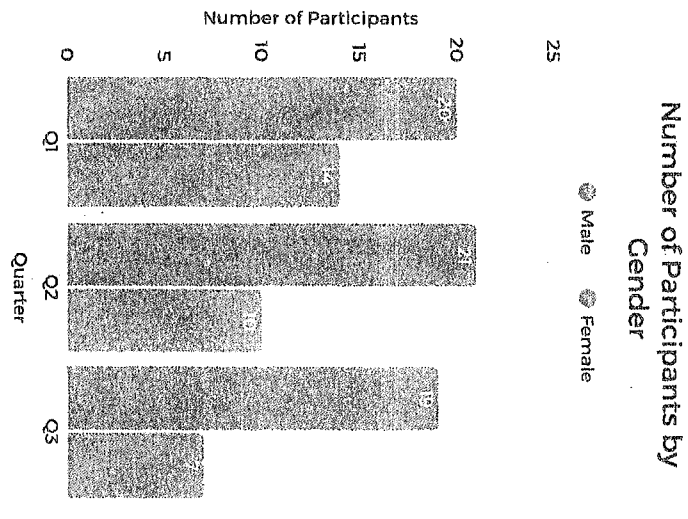 Number of Participants by
Gender
Male
Female
Number of Participants
25
20
15
10
5
0
20
14
21
10
19
7
Q1
Q2
Q3
Quarter